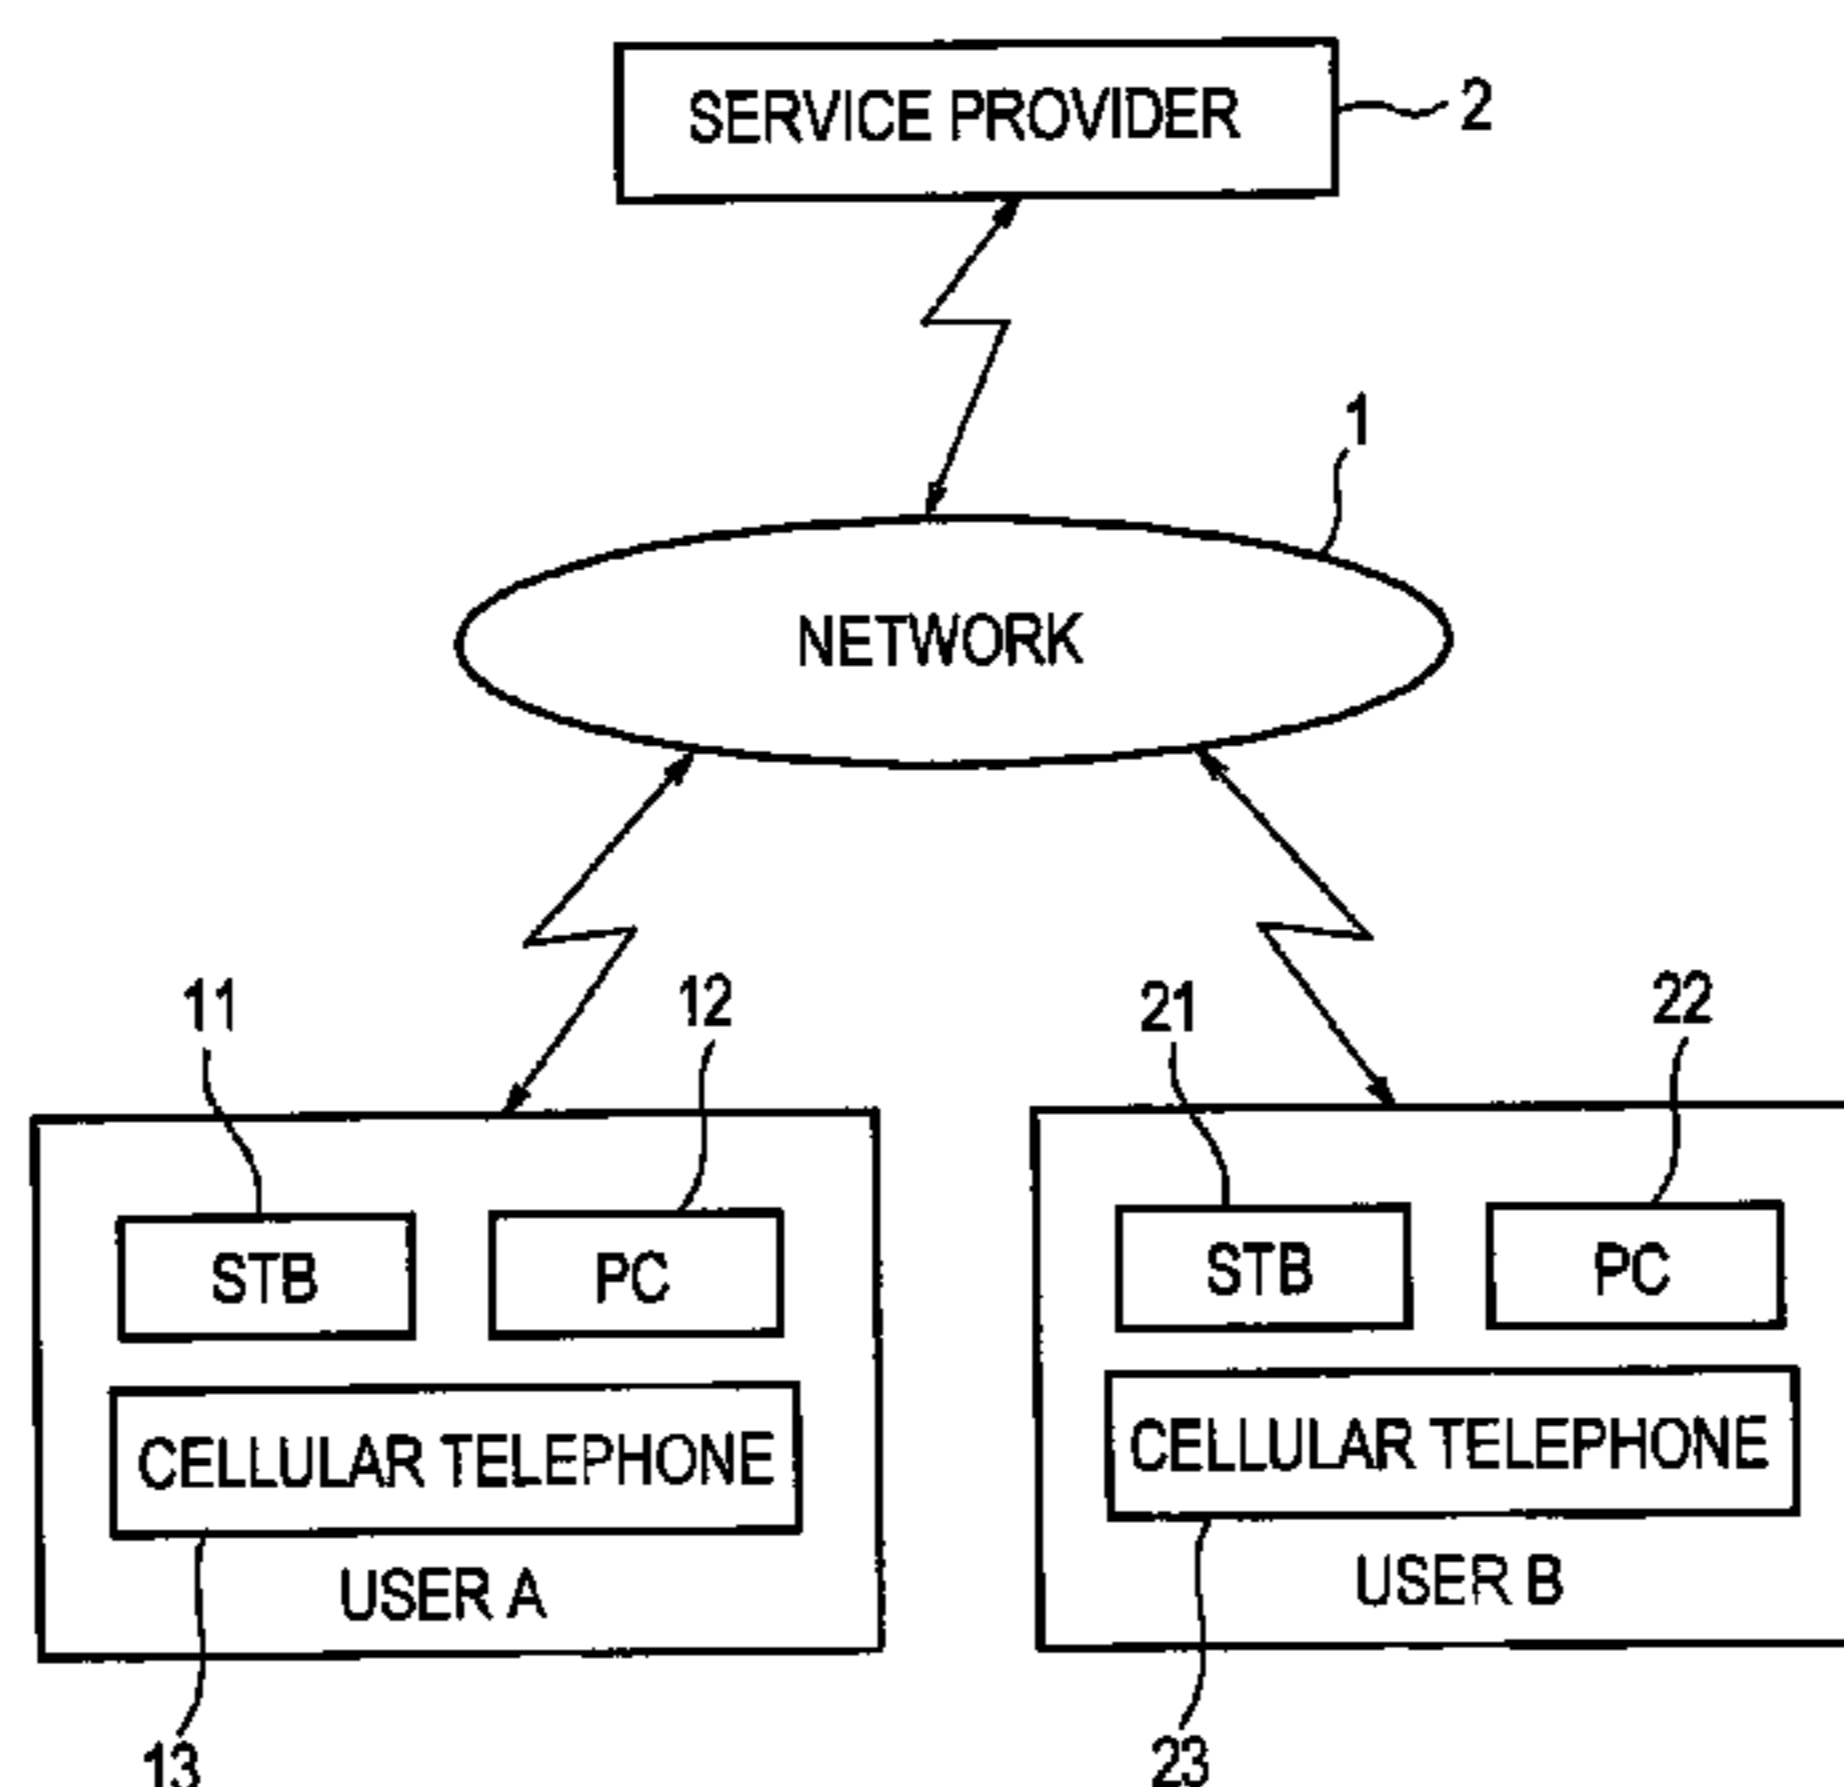 SERVICE PROVIDER
2
1
NETWORK
11
12
21
22
STB
PC
STB
PC
CELLULAR TELEPHONE
CELLULAR TELEPHONE
USER A
USER B
13
23